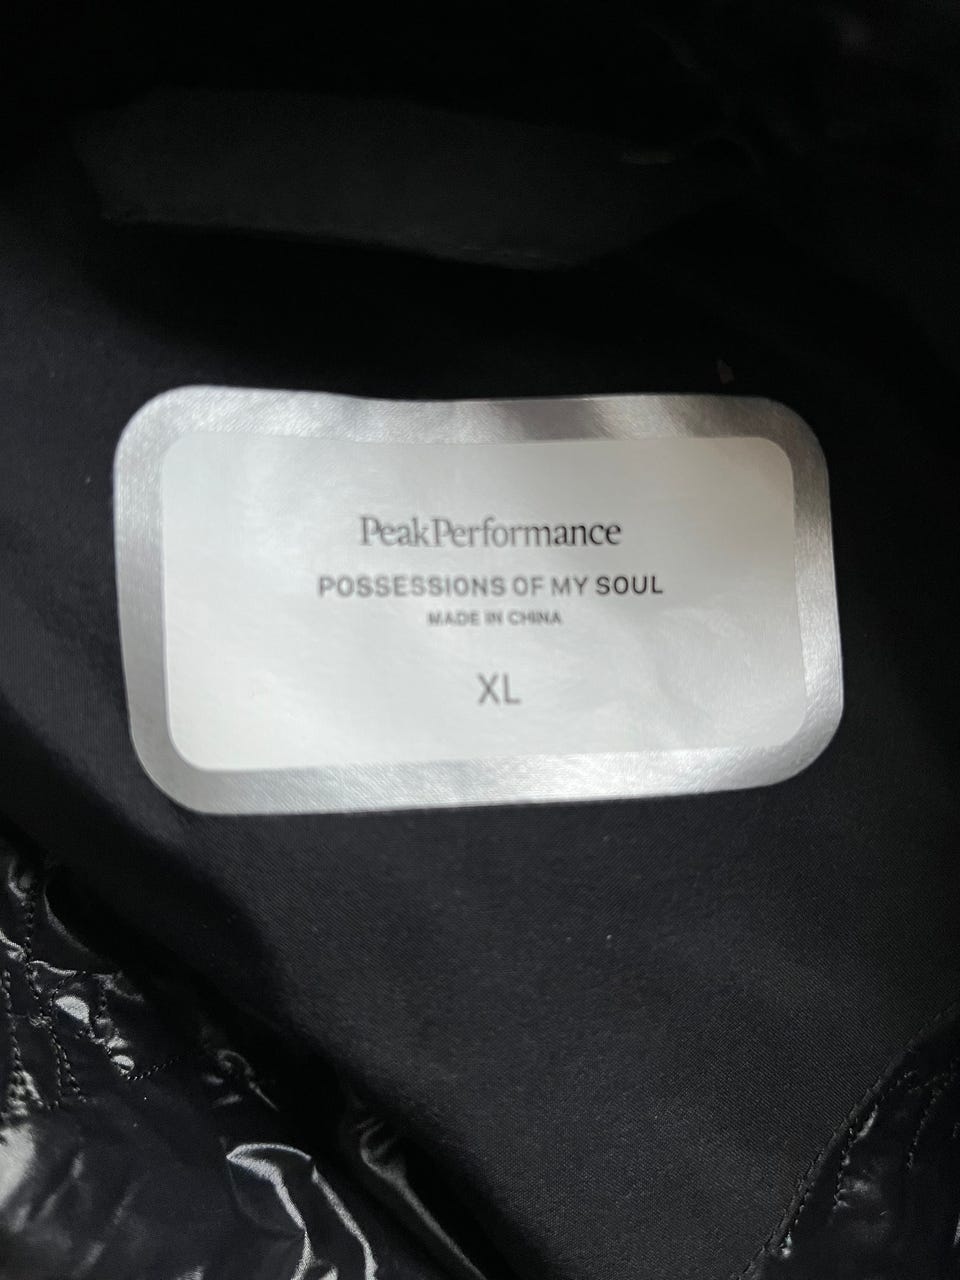 PeakPerformance
POSSESSIONS OF MY SOUL
MADE IN CHINA
XL